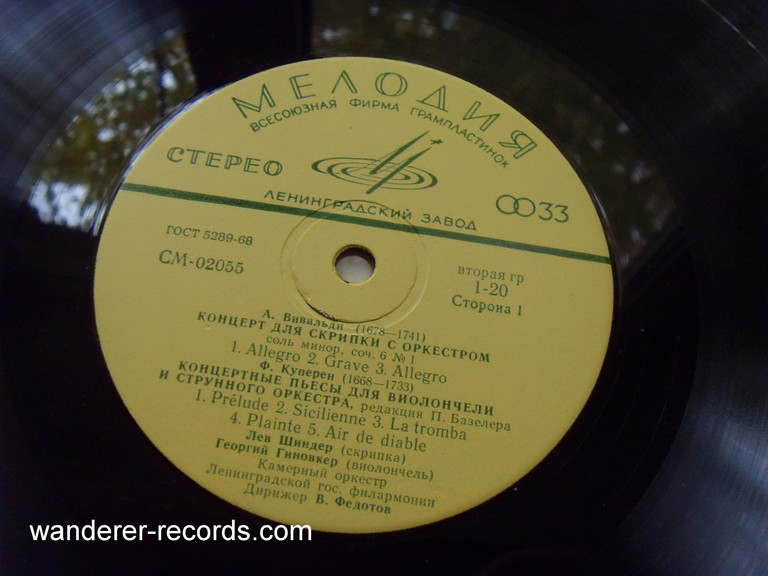 МЕЛОДИЯ
ВСЕСОЮЗНАЯ ФИРМА ГРАМПЛАСТИНОК
СТЕРЕО
33
ЛЕНИНГРАДСКИЙ ЗАВОД
ГОСТ 5289-68
СМ-02055
вторая гр
1-20
Сторона 1
А. Вивальди (1678—1741)
КОНЦЕРТ ДЛЯ СКРИПКИ С ОРКЕСТРОМ
соль минор, соч. 6 № 1
1. Allegro 2. Grave 3. Allegro
Ф. Куперен (1668—1733)
КОНЦЕРТНЫЕ ПЬЕСЫ ДЛЯ ВИОЛОНЧЕЛИ
И СТРУННОГО ОРКЕСТРА, редакция П. Базелера
1. Prélude 2. Sicilienne 3. La tromba
4. Plainte 5. Air de diable
Лев Шиндер (скрипка)
Георгий Гиновкер (виолончель)
Камерный оркестр
Ленинградской гос. филармонии
Дирижер В. Федотов
wanderer-records.com